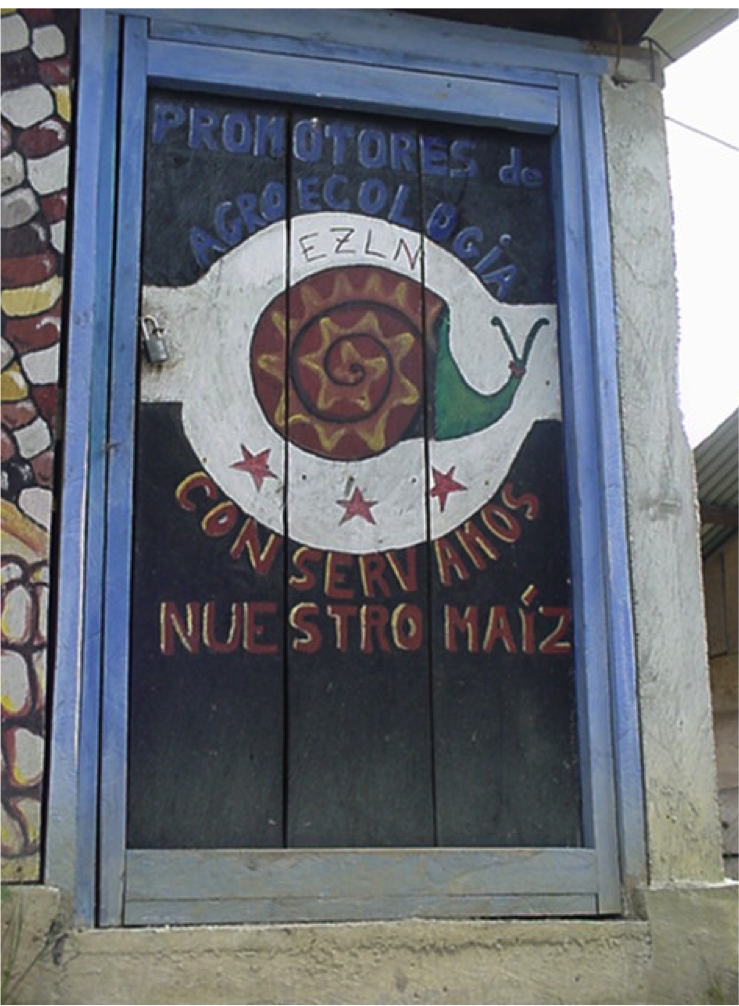 PROMOTORES de
AGROECOLOGÍA
EZLN
CONSERVAMOS
NUESTRO MAÍZ